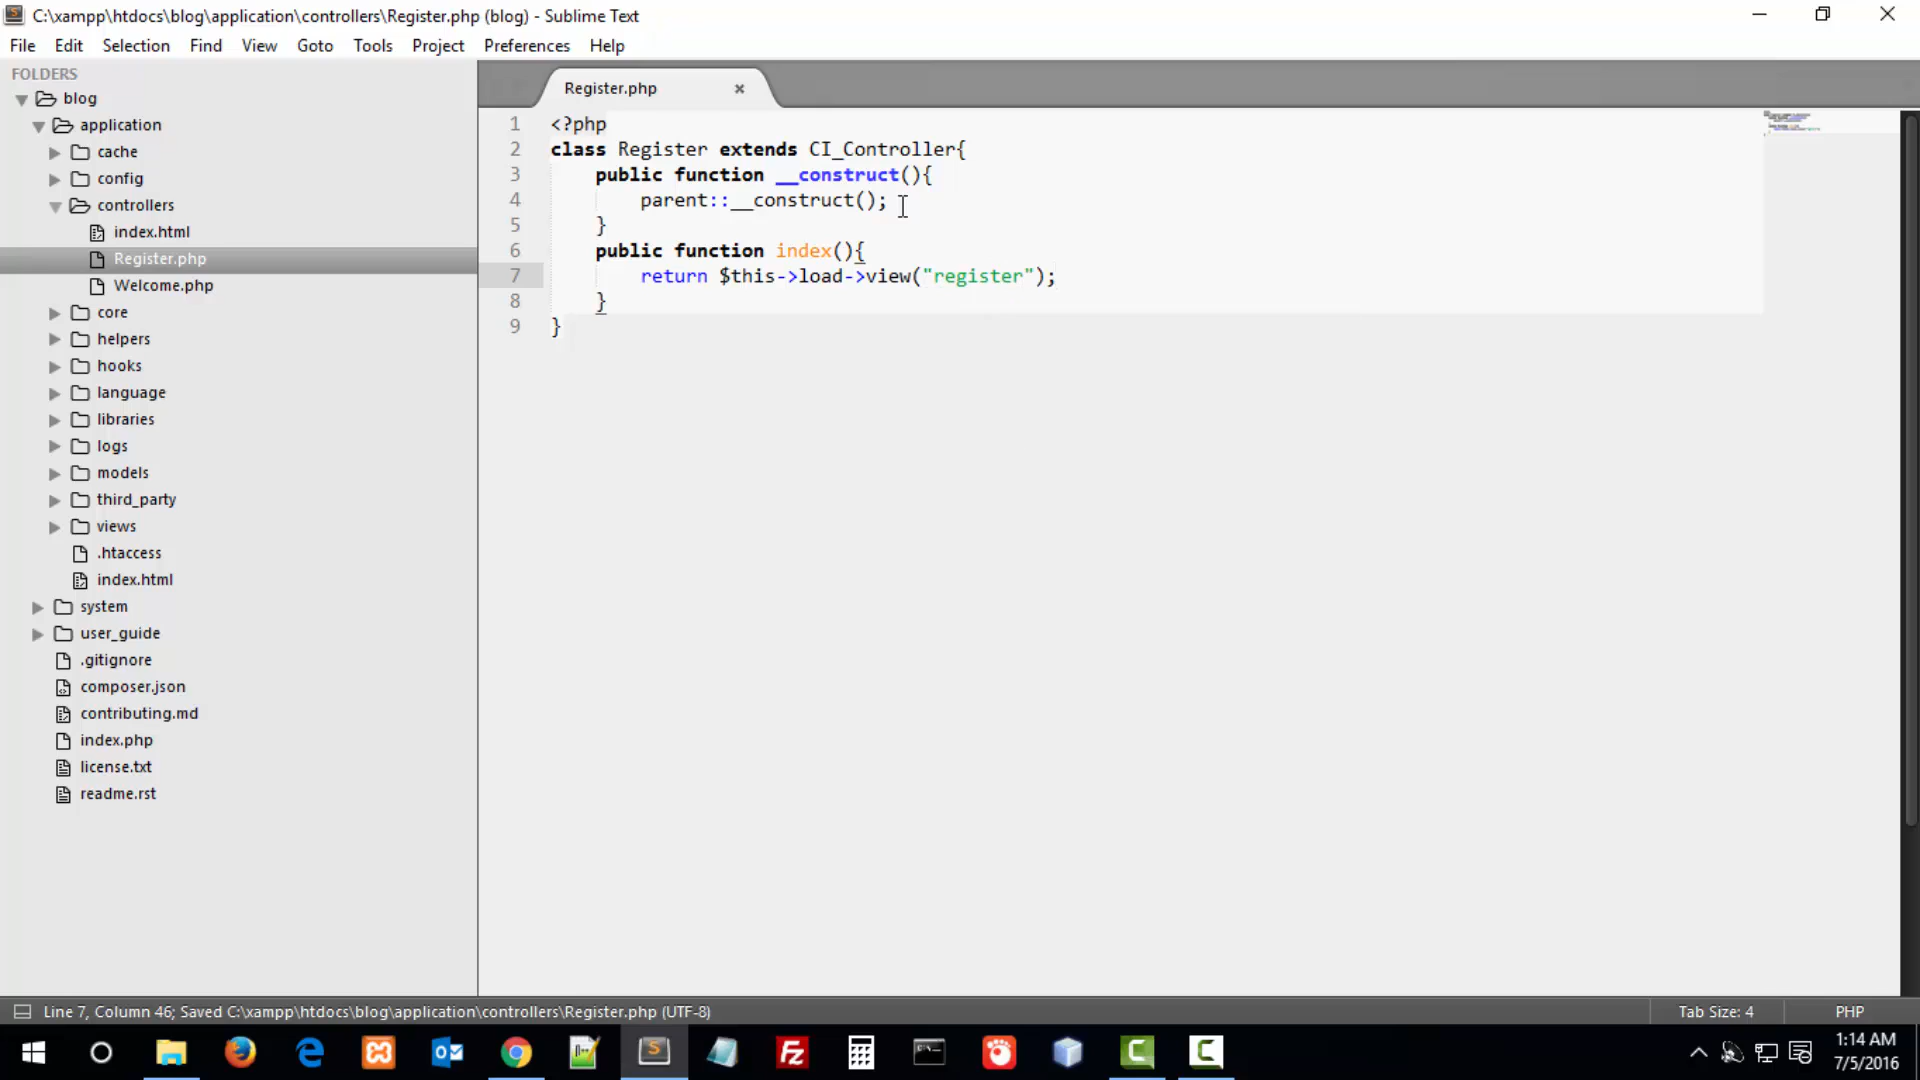 C:\xampp\htdocs\blog\application\controllers\Register.php (blog) - Sublime Text
File Edit Selection Find View Goto Tools Project Preferences Help
FOLDERS
blog
application
cache
config
controllers
index.html
Register.php
Welcome.php
core
helpers
hooks
language
libraries
logs
models
third_party
views
.htaccess
index.html
system
user_guide
.gitignore
composer.json
contributing.md
index.php
license.txt
readme.rst
Register.php
1 <?php
2 class Register extends CI_Controller{
3 public function __construct(){
4 parent::__construct();
5 }
6 public function index(){
7 return $this->load->view("register");
8 }
9 }
Line 7, Column 46; Saved C:\xampp\htdocs\blog\application\controllers\Register.php (UTF-8)
Tab Size: 4
PHP
1:14 AM
7/5/2016